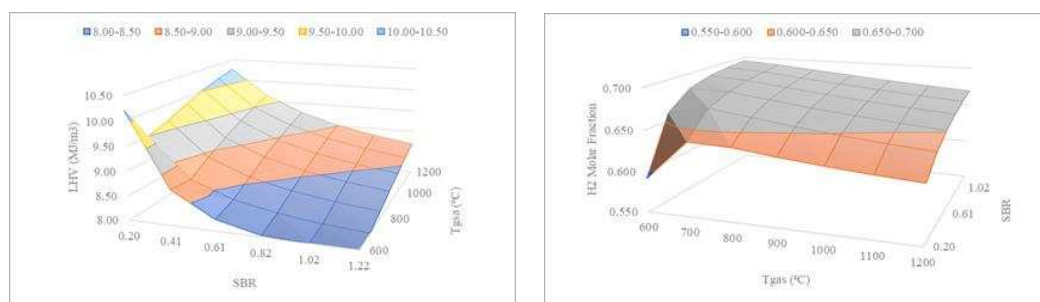 8.00-8.50 8.50-9.00 9.00-9.50 9.50-10.00 10.00-10.50
10.50
10.00
9.50
9.00
8.50
8.00
LHV (MJ/m3)
0.20 0.41 0.61 0.82 1.02 1.22
SBR
1200
1000
800
600
Tgsa (ºC)
0.550-0.600 0.600-0.650 0.650-0.700
0.700
0.650
0.600
0.550
H2 Molar Fraction
600 700 800 900 1000 1100 1200
Tgas (ºC)
1.02
0.61
0.20
SBR